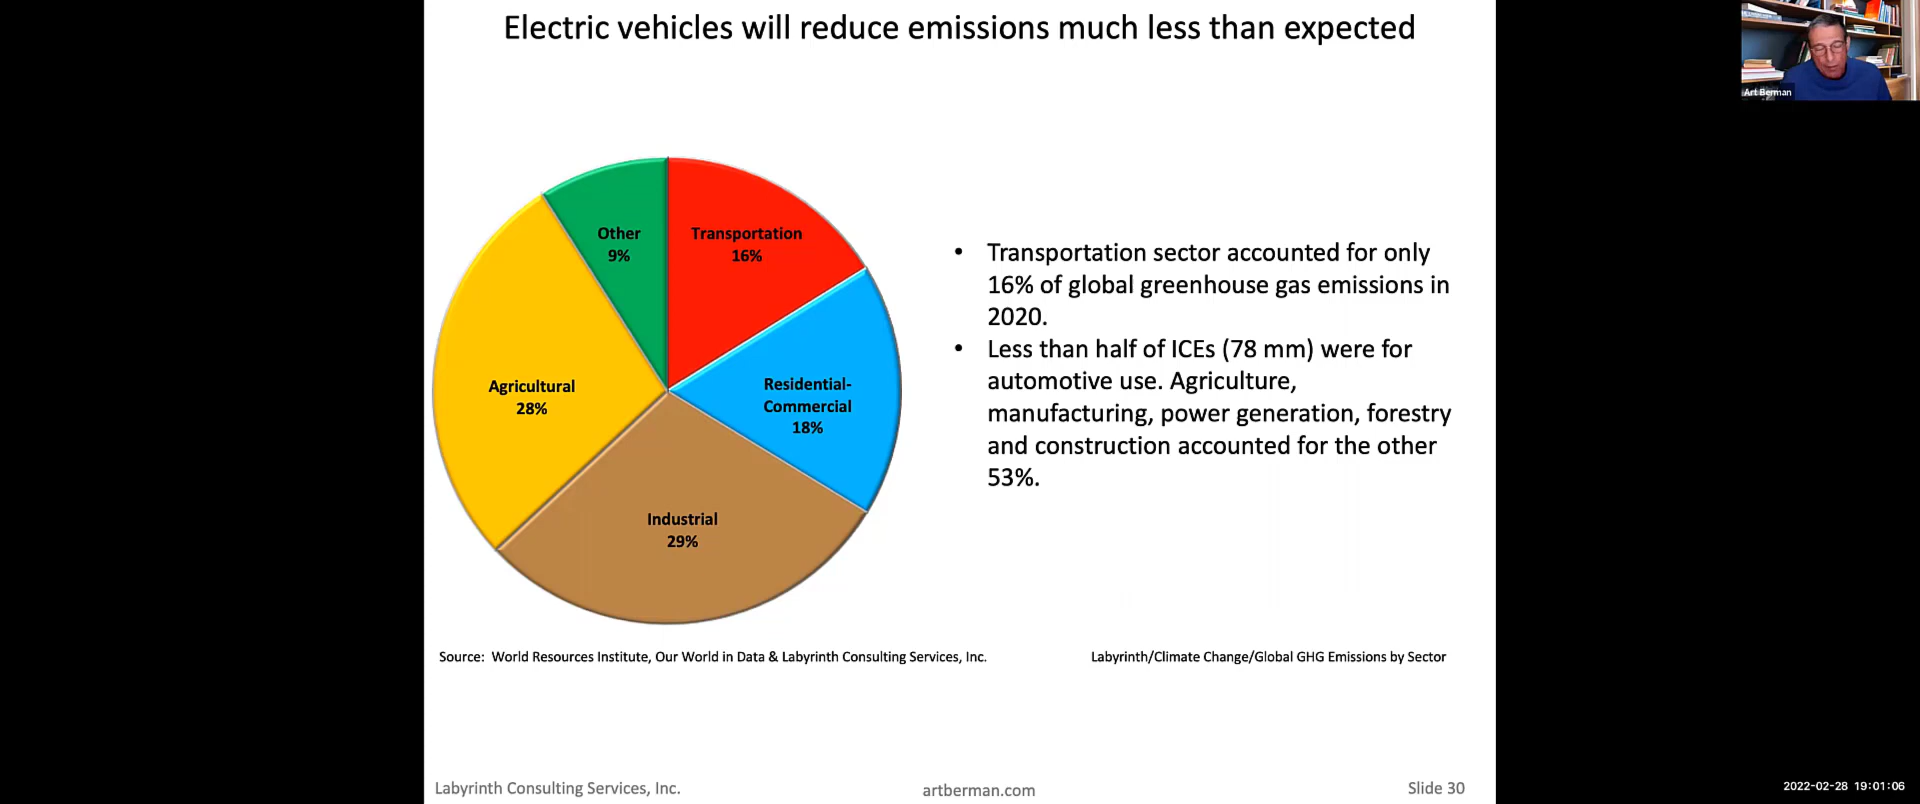 Electric vehicles will reduce emissions much less than expected
Art Berman
Other
9%
Transportation
16%
Agricultural
28%
Residential-
Commercial
18%
Industrial
29%
• Transportation sector accounted for only
16% of global greenhouse gas emissions in
2020.
• Less than half of ICEs (78 mm) were for
automotive use. Agriculture,
manufacturing, power generation, forestry
and construction accounted for the other
53%.
Source: World Resources Institute, Our World in Data & Labyrinth Consulting Services, Inc.
Labyrinth/Climate Change/Global GHG Emissions by Sector
Labyrinth Consulting Services, Inc.
artberman.com
Slide 30
2022-02-28 19:01:06